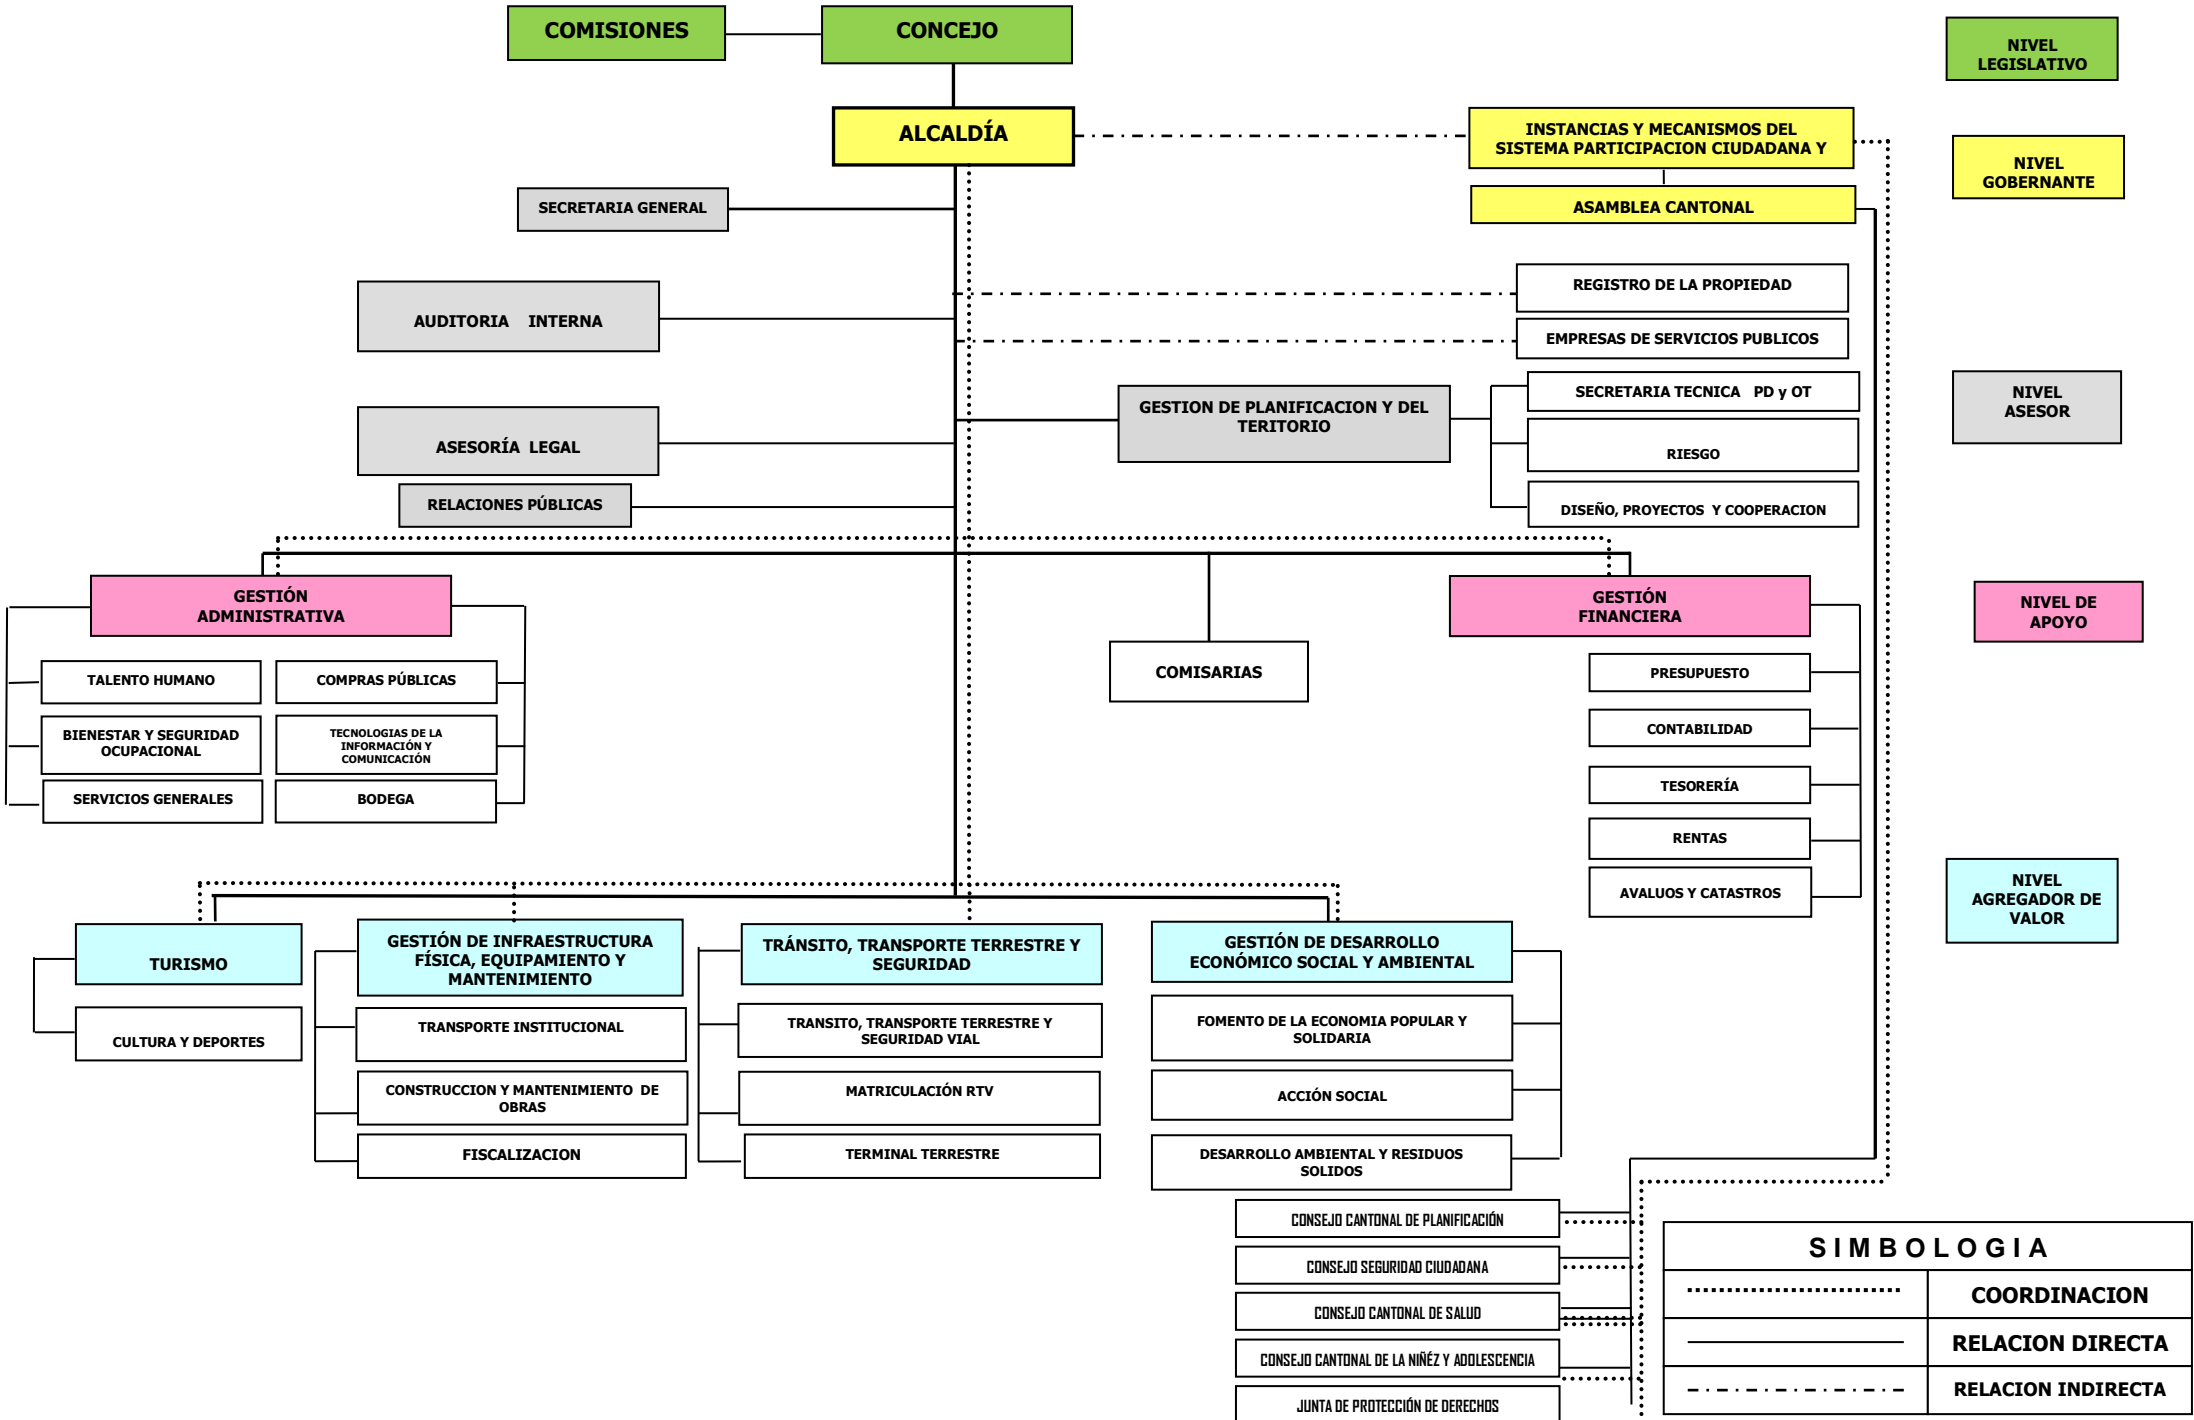 COMISIONES
CONCEJO
NIVEL
LEGISLATIVO
ALCALDÍA
INSTANCIAS Y MECANISMOS DEL
SISTEMA PARTICIPACION CIUDADANA Y
NIVEL
GOBERNANTE
SECRETARIA GENERAL
ASAMBLEA CANTONAL
AUDITORIA INTERNA
REGISTRO DE LA PROPIEDAD
EMPRESAS DE SERVICIOS PUBLICOS
GESTION DE PLANIFICACION Y DEL
TERITORIO
SECRETARIA TECNICA PD y OT
RIESGO
DISEÑO, PROYECTOS Y COOPERACION
NIVEL
ASESOR
ASESORÍA LEGAL
RELACIONES PÚBLICAS
GESTIÓN
ADMINISTRATIVA
GESTIÓN
FINANCIERA
NIVEL DE
APOYO
TALENTO HUMANO
COMPRAS PÚBLICAS
BIENESTAR Y SEGURIDAD
OCUPACIONAL
TECNOLOGIAS DE LA
INFORMACIÓN Y
COMUNICACIÓN
SERVICIOS GENERALES
BODEGA
COMISARIAS
PRESUPUESTO
CONTABILIDAD
TESORERÍA
RENTAS
AVALUOS Y CATASTROS
NIVEL
AGREGADOR DE
VALOR
TURISMO
CULTURA Y DEPORTES
GESTIÓN DE INFRAESTRUCTURA
FÍSICA, EQUIPAMIENTO Y
MANTENIMIENTO
TRANSPORTE INSTITUCIONAL
CONSTRUCCION Y MANTENIMIENTO DE
OBRAS
FISCALIZACION
TRÁNSITO, TRANSPORTE TERRESTRE Y
SEGURIDAD
TRANSITO, TRANSPORTE TERRESTRE Y
SEGURIDAD VIAL
MATRICULACIÓN RTV
TERMINAL TERRESTRE
GESTIÓN DE DESARROLLO
ECONÓMICO SOCIAL Y AMBIENTAL
FOMENTO DE LA ECONOMIA POPULAR Y
SOLIDARIA
ACCIÓN SOCIAL
DESARROLLO AMBIENTAL Y RESIDUOS
SOLIDOS
CONSEJO CANTONAL DE PLANIFICACIÓN
CONSEJO SEGURIDAD CIUDADANA
CONSEJO CANTONAL DE SALUD
CONSEJO CANTONAL DE LA NIÑÉZ Y ADOLESCENCIA
JUNTA DE PROTECCIÓN DE DERECHOS
SIMBOLOGIA
COORDINACION
RELACION DIRECTA
RELACION INDIRECTA